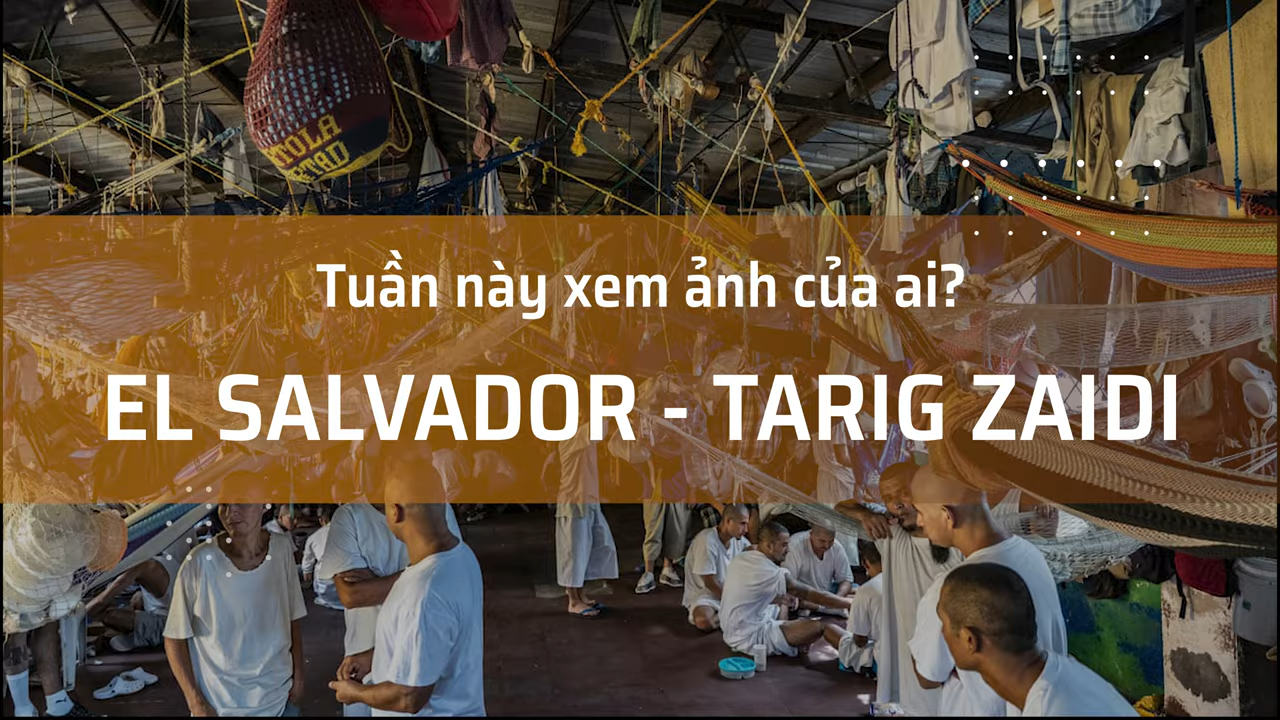 Tuần này xem ảnh của ai?
EL SALVADOR - TARIG ZAIDI